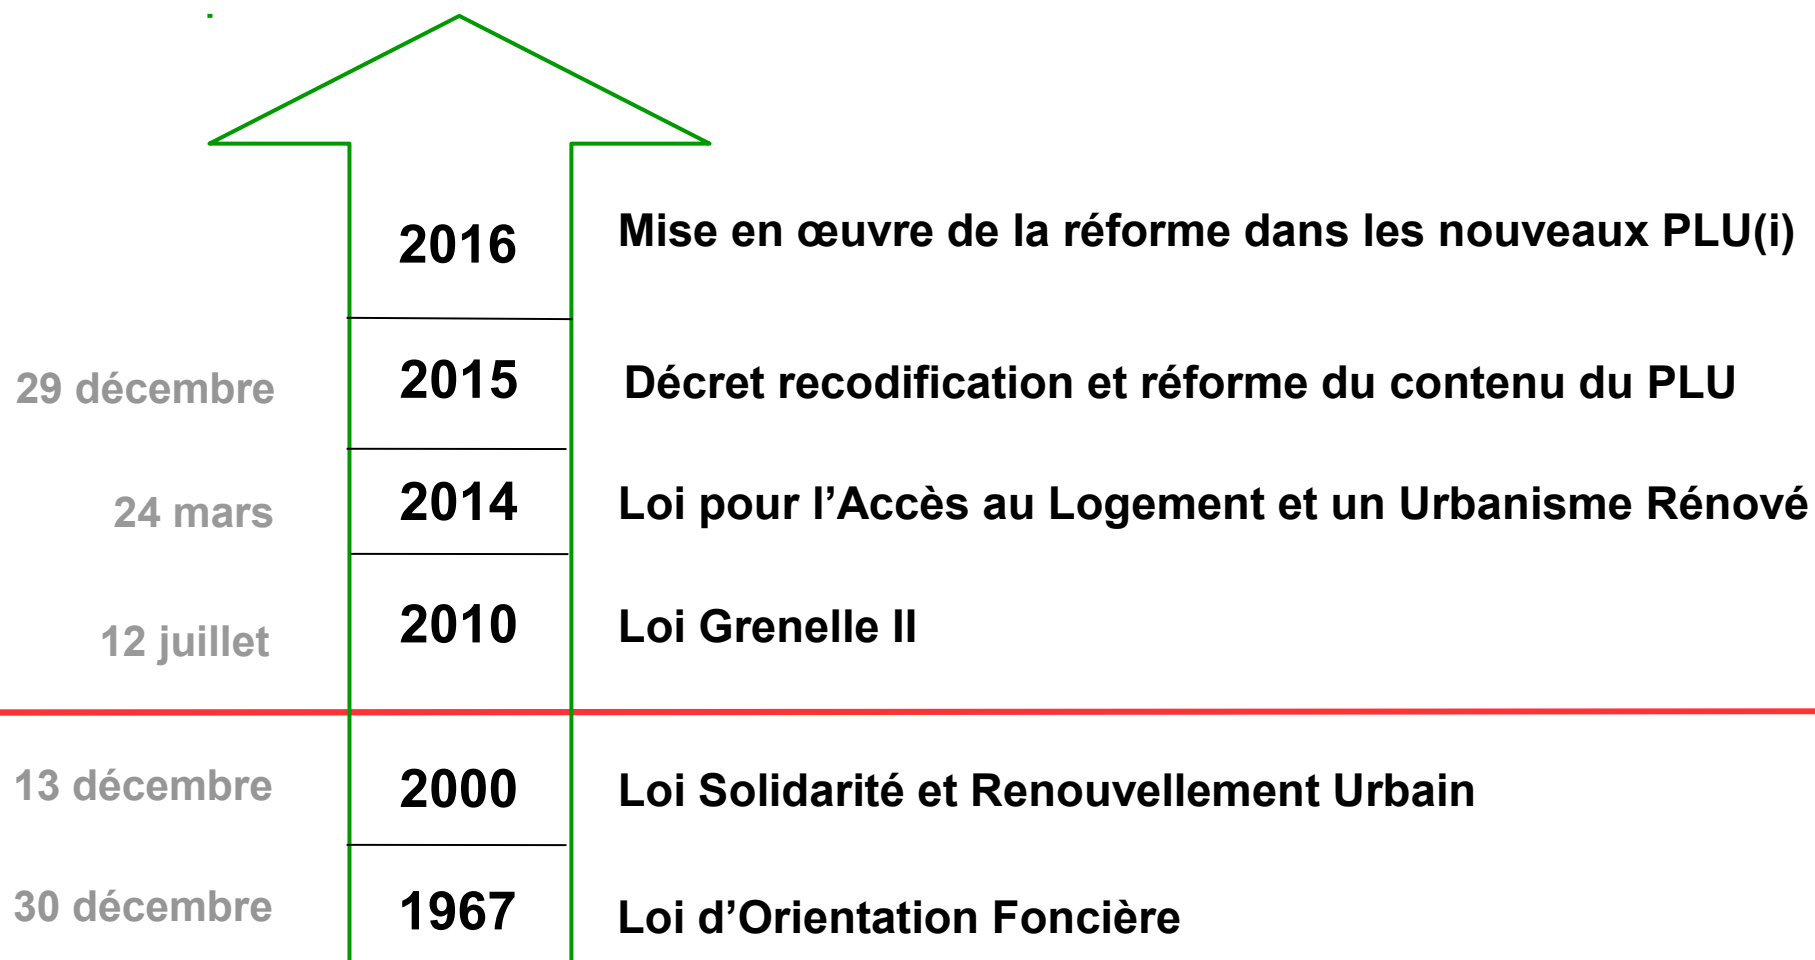 2016 Mise en œuvre de la réforme dans les nouveaux PLU(i)
29 décembre 2015 Décret recodification et réforme du contenu du PLU
24 mars 2014 Loi pour l’Accès au Logement et un Urbanisme Rénové
12 juillet 2010 Loi Grenelle II
13 décembre 2000 Loi Solidarité et Renouvellement Urbain
30 décembre 1967 Loi d’Orientation Foncière